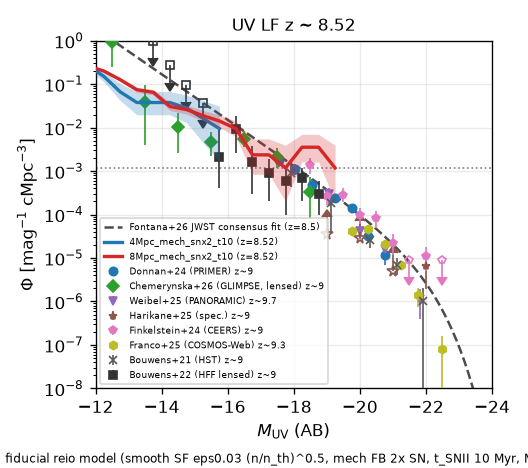 UV LF z ~ 8.52
10⁰
10⁻¹
10⁻²
10⁻³
10⁻⁴
10⁻⁵
10⁻⁶
10⁻⁷
10⁻⁸
Φ [mag⁻¹ cMpc⁻³]
Fontana+26 JWST consensus fit (z=8.5)
4Mpc_mech_snx2_t10 (z=8.52)
8Mpc_mech_snx2_t10 (z=8.52)
Donnan+24 (PRIMER) z~9
Chemerynska+26 (GLIMPSE, lensed) z~9
Weibel+25 (PANORAMIC) z~9.7
Harikane+25 (spec.) z~9
Finkelstein+24 (CEERS) z~9
Franco+25 (COSMOS-Web) z~9.3
Bouwens+21 (HST) z~9
Bouwens+22 (HFF lensed) z~9
−12 −14 −16 −18 −20 −22 −24
M_UV (AB)
fiducial reio model (smooth SF eps0.03 (n/n_th)^0.5, mech FB 2x SN, t_SNII 10 Myr,